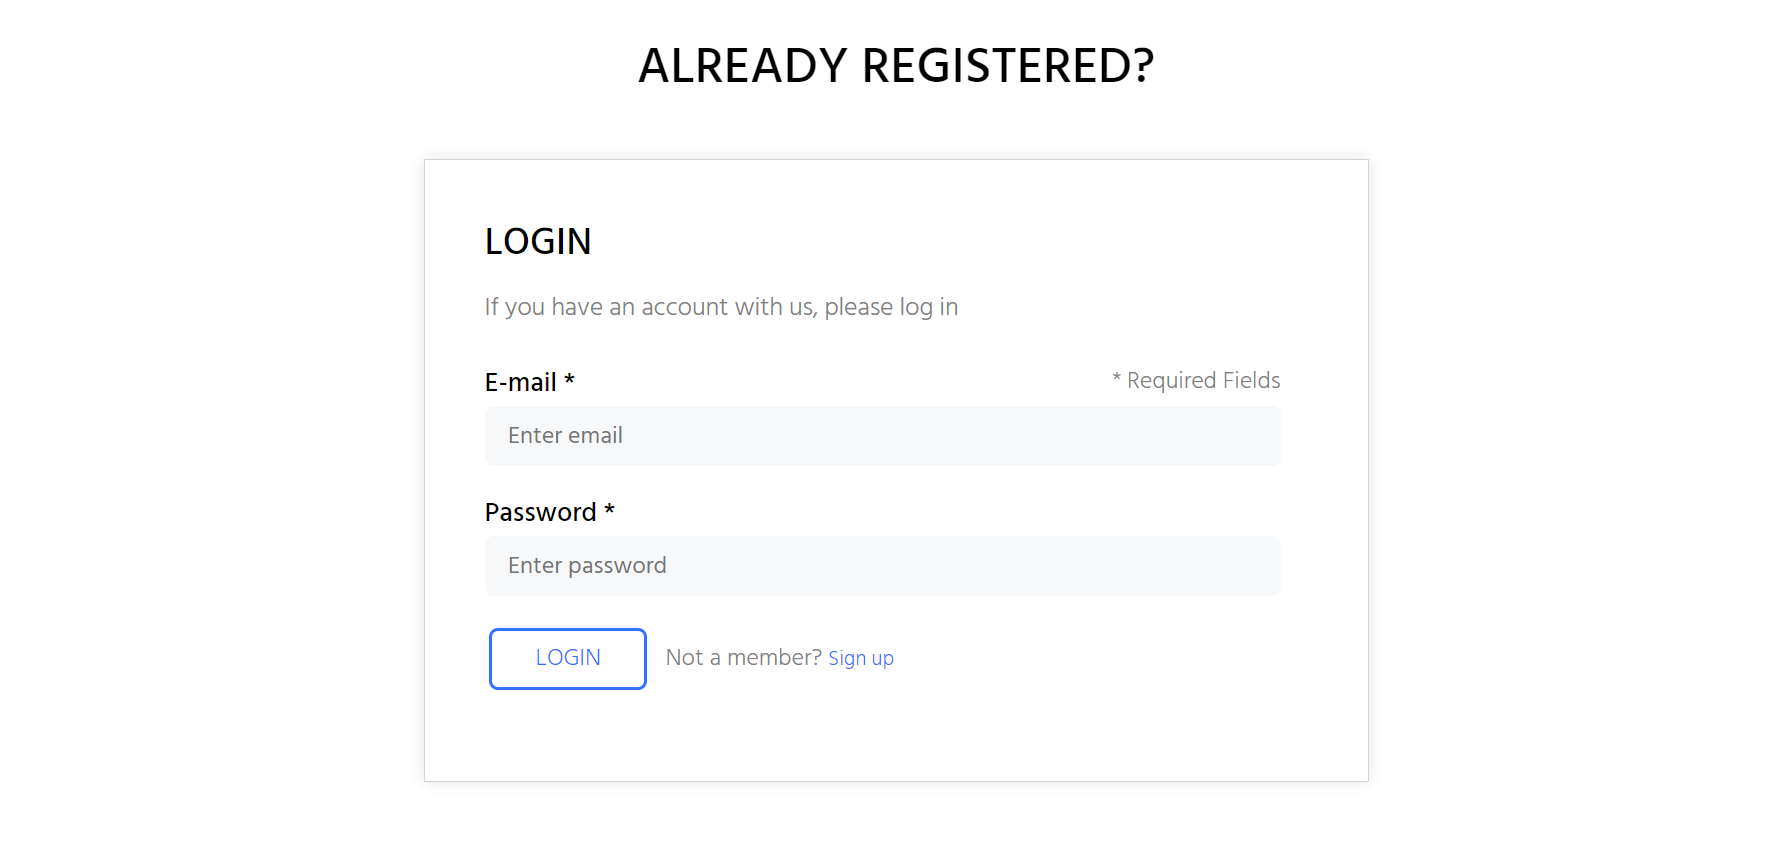 ALREADY REGISTERED?
LOGIN
If you have an account with us, please log in
E-mail * * Required Fields
Enter email
Password *
Enter password
LOGIN Not a member? Sign up